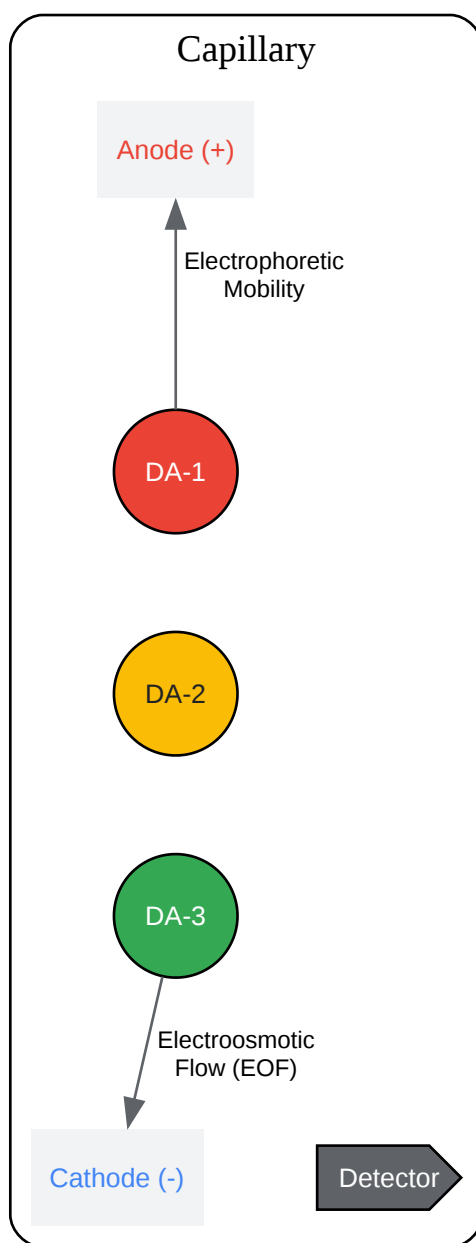 Capillary
Anode (+)
Electrophoretic
Mobility
DA-1
DA-2
DA-3
Electroosmotic
Flow (EOF)
Cathode (-)
Detector